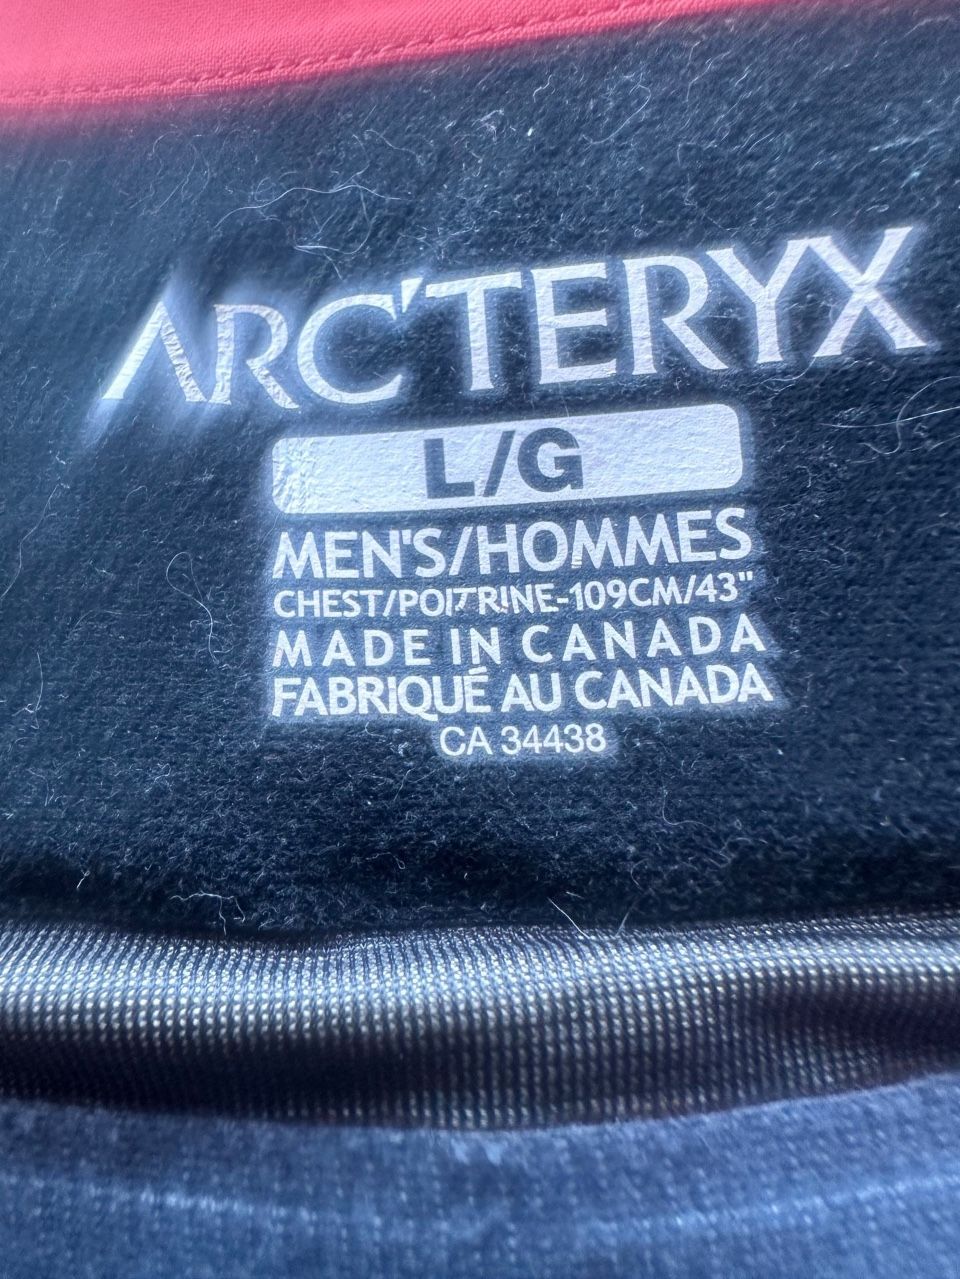 ARC'TERYX
L/G
MEN'S/HOMMES
CHEST/POITRINE-109CM/43"
MADE IN CANADA
FABRIQUÉ AU CANADA
CA 34438